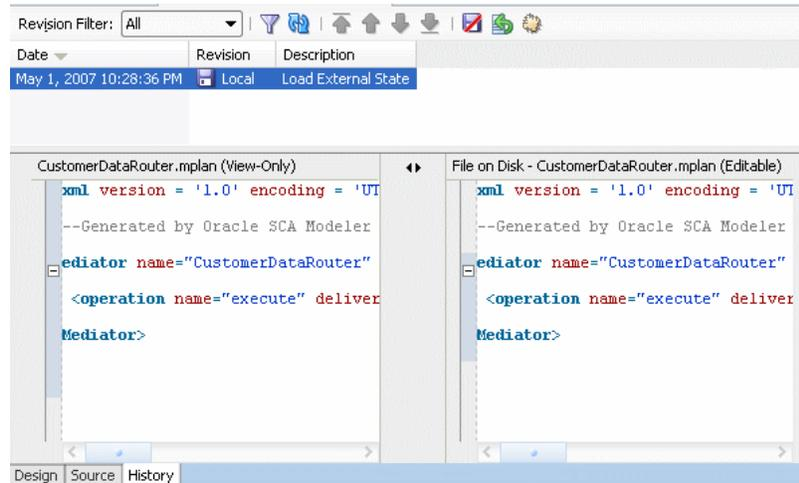 Revision Filter: All
Date Revision Description
May 1, 2007 10:28:36 PM Local Load External State
CustomerDataRouter.mplan (View-Only)
xml version = '1.0' encoding = 'UT
--Generated by Oracle SCA Modeler
ediator name="CustomerDataRouter"
<operation name="execute" deliver
Mediator>
File on Disk - CustomerDataRouter.mplan (Editable)
xml version = '1.0' encoding = 'UT
--Generated by Oracle SCA Modeler
ediator name="CustomerDataRouter"
<operation name="execute" deliver
Mediator>
Design Source History